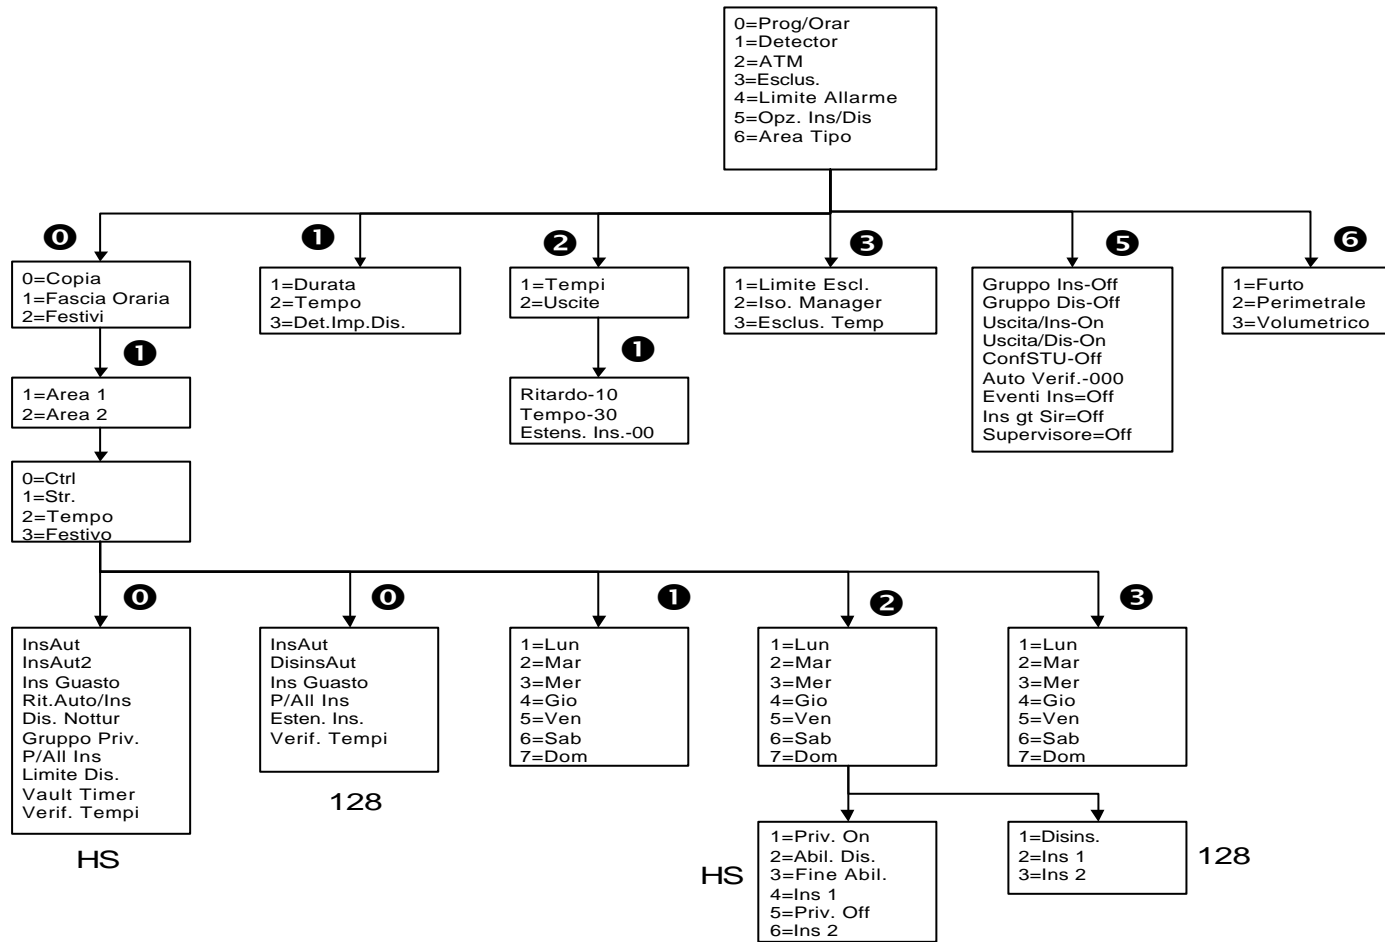 0=Prog/Orar
1=Detector
2=ATM
3=Esclus.
4=Limite Allarme
5=Opz. Ins/Dis
6=Area Tipo
0
1
2
3
5
6
0=Copia
1=Fascia Oraria
2=Festivi
1=Durata
2=Tempo
3=Det.Imp.Dis.
1=Tempi
2=Uscite
1=Limite Escl.
2=Iso. Manager
3=Esclus. Temp
Gruppo Ins-Off
Gruppo Dis-Off
Uscita/Ins-On
Uscita/Dis-On
ConfSTU-Off
Auto Verif.-000
Eventi Ins=Off
Ins gt Sir=Off
Supervisore=Off
1=Furto
2=Perimetrale
3=Volumetrico
1
1
1=Area 1
2=Area 2
Ritardo-10
Tempo-30
Estens. Ins.-00
0=Ctrl
1=Str.
2=Tempo
3=Festivo
0
0
1
2
3
InsAut
InsAut2
Ins Guasto
Rit.Auto/Ins
Dis. Nottur
Gruppo Priv.
P/All Ins
Limite Dis.
Vault Timer
Verif. Tempi
HS
InsAut
DisinsAut
Ins Guasto
P/All Ins
Esten. Ins.
Verif. Tempi
128
1=Lun
2=Mar
3=Mer
4=Gio
5=Ven
6=Sab
7=Dom
1=Lun
2=Mar
3=Mer
4=Gio
5=Ven
6=Sab
7=Dom
1=Lun
2=Mar
3=Mer
4=Gio
5=Ven
6=Sab
7=Dom
HS
1=Priv. On
2=Abil. Dis.
3=Fine Abil.
4=Ins 1
5=Priv. Off
6=Ins 2
1=Disins.
2=Ins 1
3=Ins 2
128